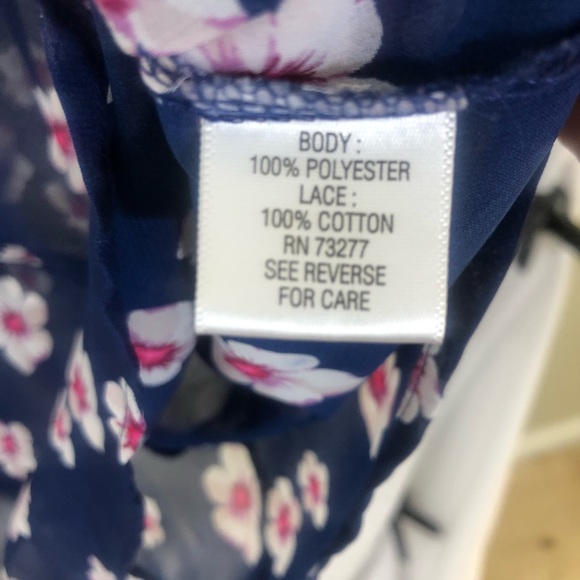 BODY :
100% POLYESTER
LACE :
100% COTTON
RN 73277
SEE REVERSE
FOR CARE